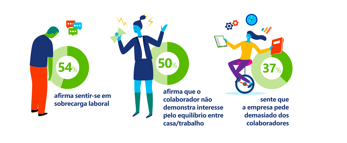 54%
afirma sentir-se em
sobrecarga laboral
50%
afirma que o
colaborador não
demonstra interesse
pelo equilíbrio entre
casa/trabalho
37%
sente que
a empresa pede
demasiado dos
colaboradores